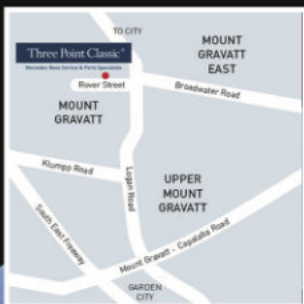 TO CITY
Three Point Classic
Mercedes-Benz Service & Parts Specialists
MOUNT
GRAVATT
EAST
Rover Street
Broadwater Road
MOUNT
GRAVATT
Klumpp Road
Logan Road
UPPER
MOUNT
GRAVATT
South East Freeway
Mount Gravatt - Capalaba Road
GARDEN
CITY